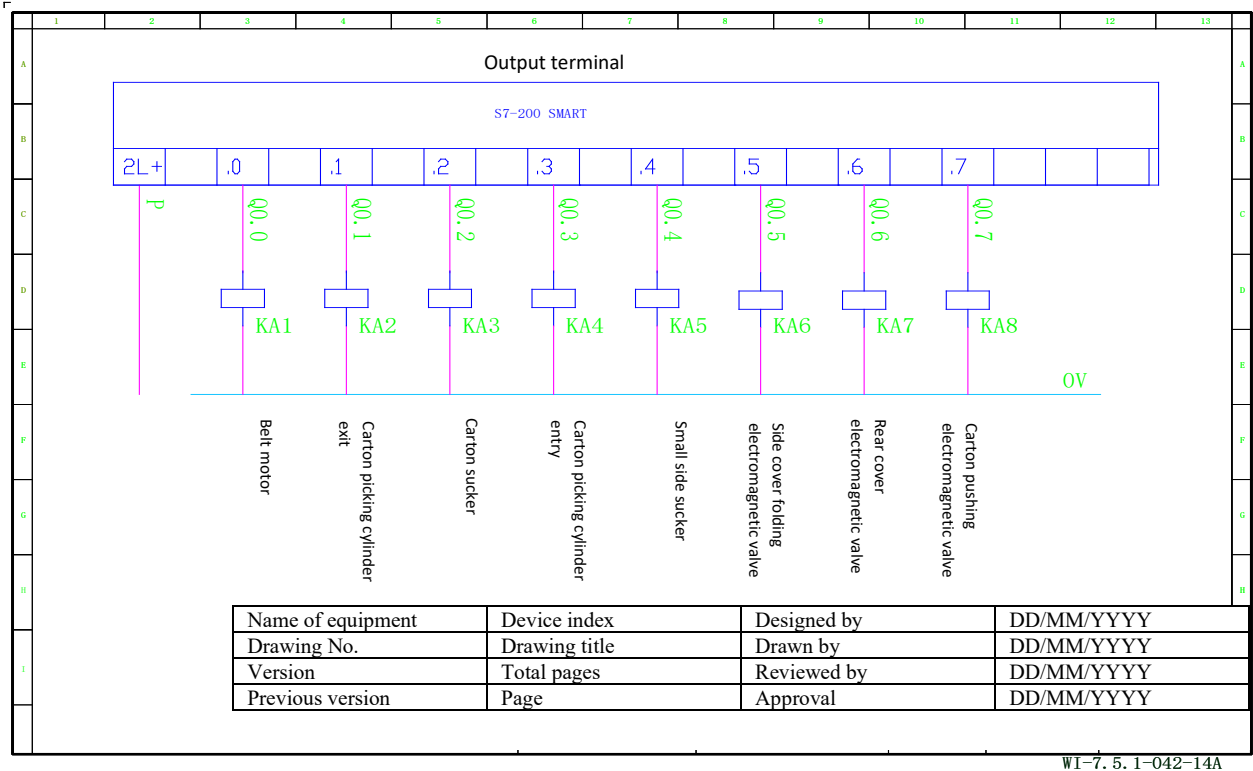 1 2 3 4 5 6 7 8 9 10 11 12 13
A A
Output terminal
S7-200 SMART
B B
2L+ .0 .1 .2 .3 .4 .5 .6 .7
C P Q0.0 Q0.1 Q0.2 Q0.3 Q0.4 Q0.5 Q0.6 Q0.7 C
D D
KA1 KA2 KA3 KA4 KA5 KA6 KA7 KA8
E E
0V
Belt motor
Carton picking cylinder
exit
Carton sucker
Carton picking cylinder
entry
Small side sucker
Side cover folding
electromagnetic valve
Rear cover
electromagnetic valve
Carton pushing
electromagnetic valve
F F
G G
H H
Name of equipment Device index Designed by DD/MM/YYYY
Drawing No. Drawing title Drawn by DD/MM/YYYY
I
Version Total pages Reviewed by DD/MM/YYYY
Previous version Page Approval DD/MM/YYYY
WI-7.5.1-042-14A